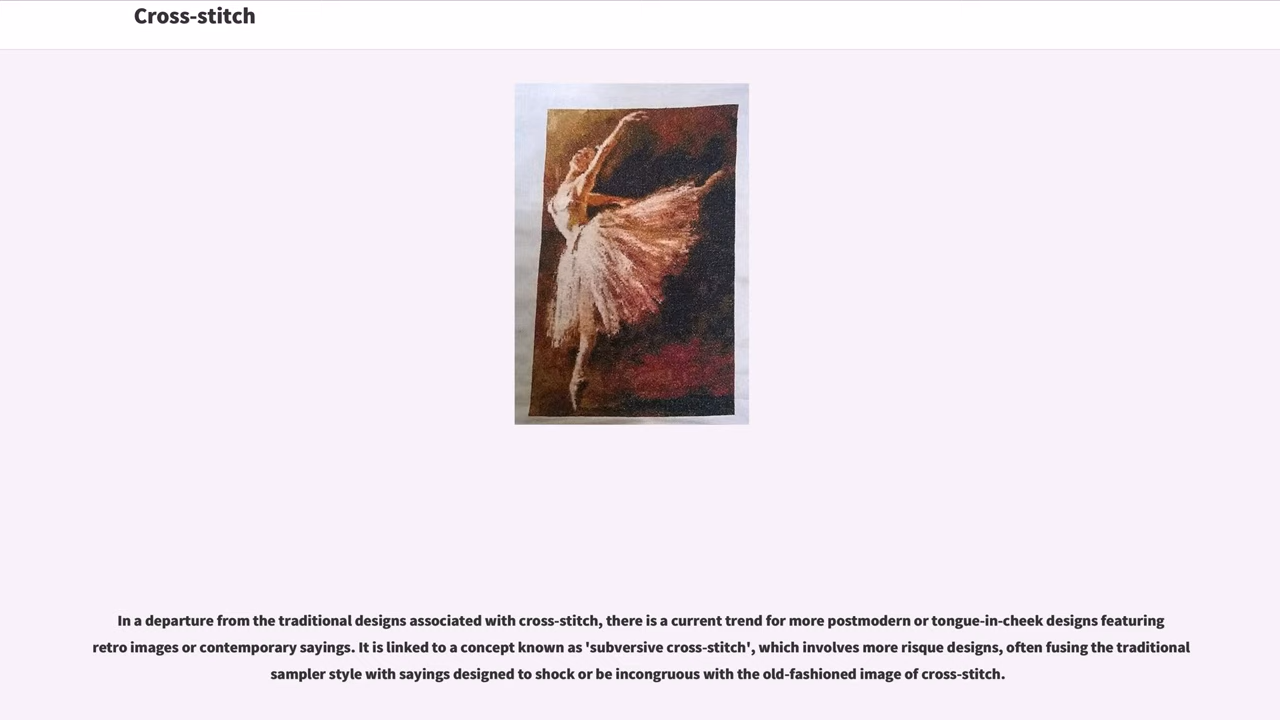 Cross-stitch
In a departure from the traditional designs associated with cross-stitch, there is a current trend for more postmodern or tongue-in-cheek designs featuring
retro images or contemporary sayings. It is linked to a concept known as 'subversive cross-stitch', which involves more risque designs, often fusing the traditional
sampler style with sayings designed to shock or be incongruous with the old-fashioned image of cross-stitch.